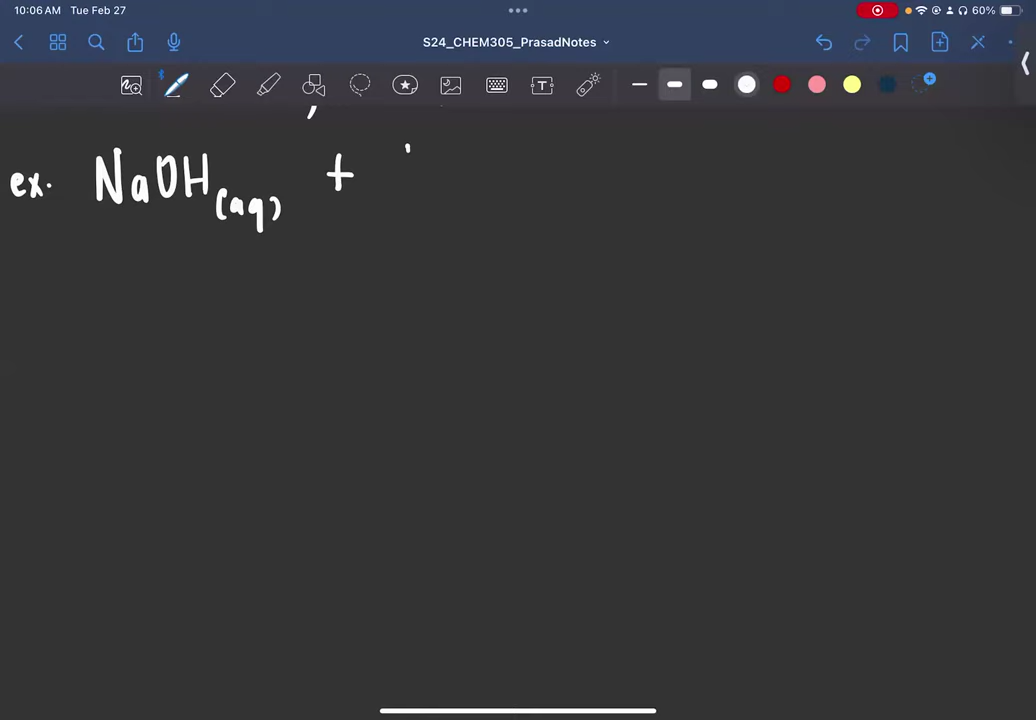 10:06 AM Tue Feb 27
60%
S24_CHEM305_PrasadNotes
ex. NaOH(aq) +